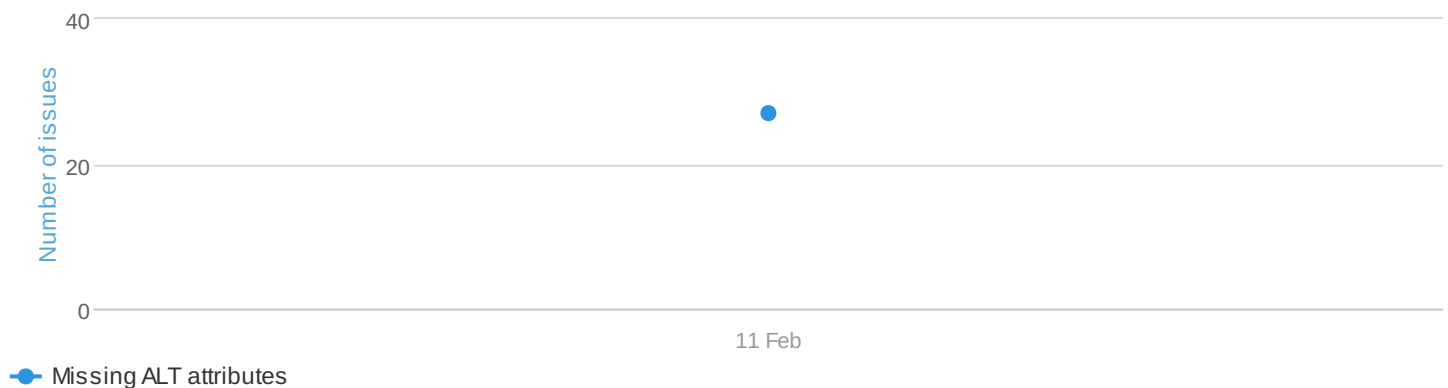 40
Number of issues
20
0
11 Feb
Missing ALT attributes